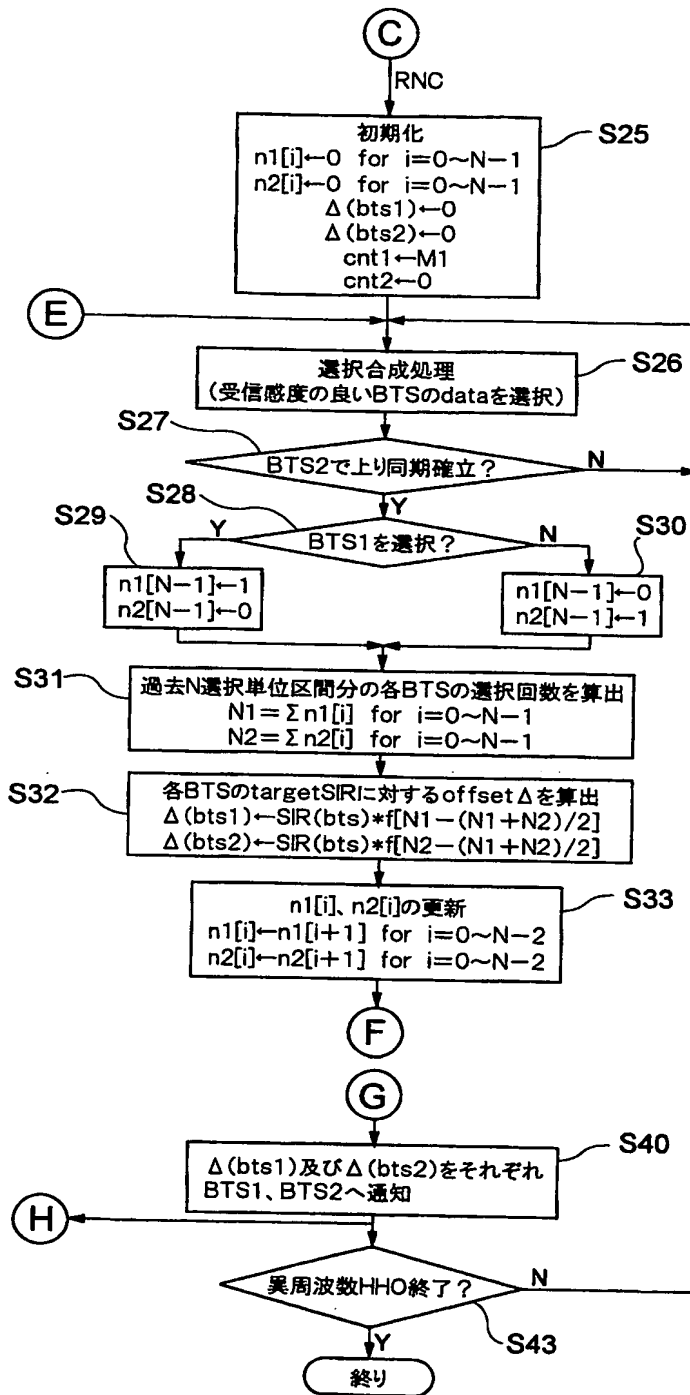 C
RNC
S25
初期化
n1[i]←0 for i=0~N-1
n2[i]←0 for i=0~N-1
Δ(bts1)←0
Δ(bts2)←0
cnt1←M1
cnt2←0
E
S26
選択合成処理
(受信感度の良いBTSのdataを選択)
S27
BTS2で上り同期確立？
N
Y
S28
BTS1を選択？
Y
N
S29
n1[N-1]←1
n2[N-1]←0
S30
n1[N-1]←0
n2[N-1]←1
S31
過去N選択単位区間分の各BTSの選択回数を算出
N1=Σn1[i] for i=0~N-1
N2=Σn2[i] for i=0~N-1
S32
各BTSのtargetSIRに対するoffsetΔを算出
Δ(bts1)←SIR(bts)*f[N1-(N1+N2)/2]
Δ(bts2)←SIR(bts)*f[N2-(N1+N2)/2]
S33
n1[i]、n2[i]の更新
n1[i]←n1[i+1] for i=0~N-2
n2[i]←n2[i+1] for i=0~N-2
F
G
S40
Δ(bts1)及びΔ(bts2)をそれぞれ
BTS1、BTS2へ通知
H
異周波数HHO終了？
N
S43
Y
終り